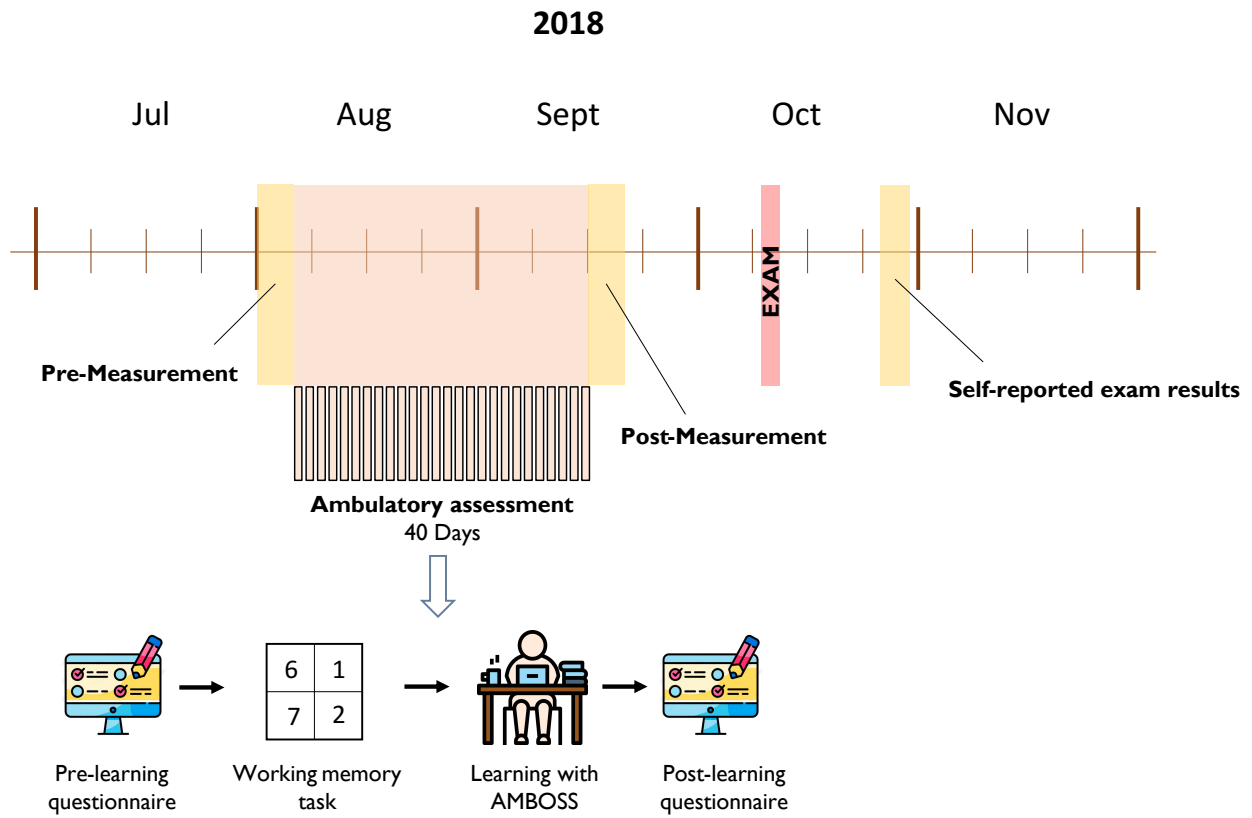 2018
Jul Aug Sept Oct Nov
EXAM
Pre-Measurement
Self-reported exam results
Post-Measurement
Ambulatory assessment
40 Days
6 1
7 2
Pre-learning
questionnaire
Working memory
task
Learning with
AMBOSS
Post-learning
questionnaire